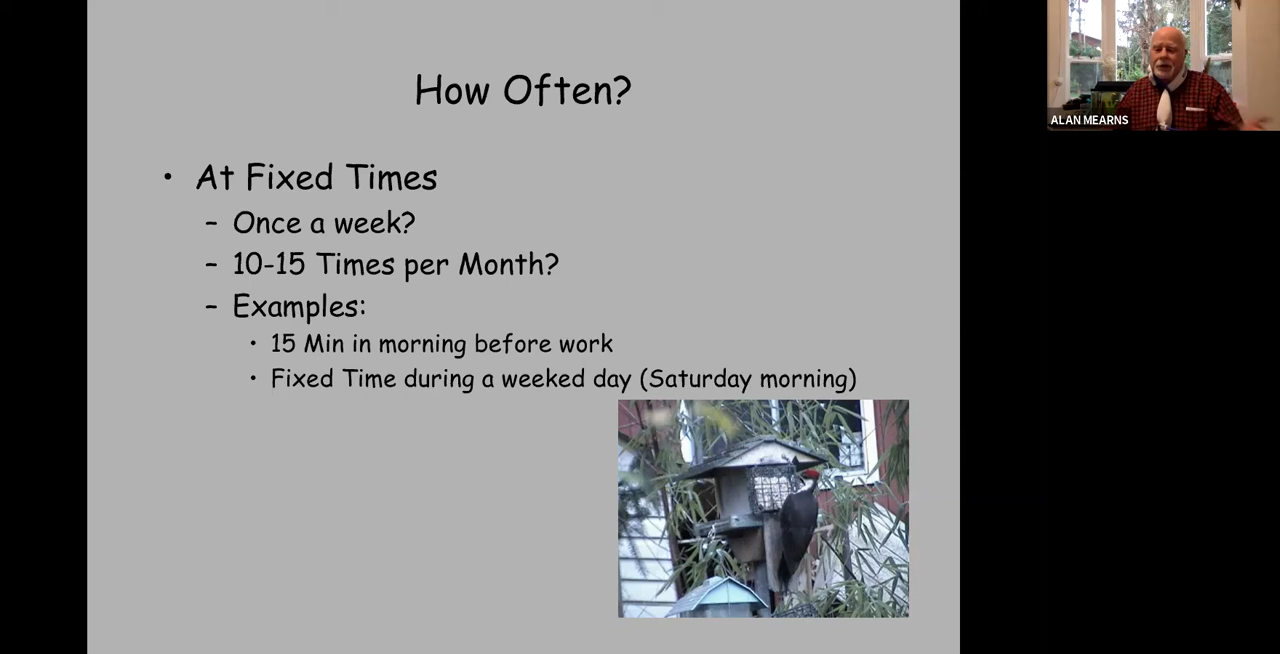 How Often?
• At Fixed Times
– Once a week?
– 10-15 Times per Month?
– Examples:
• 15 Min in morning before work
• Fixed Time during a weeked day (Saturday morning)
ALAN MEARNS